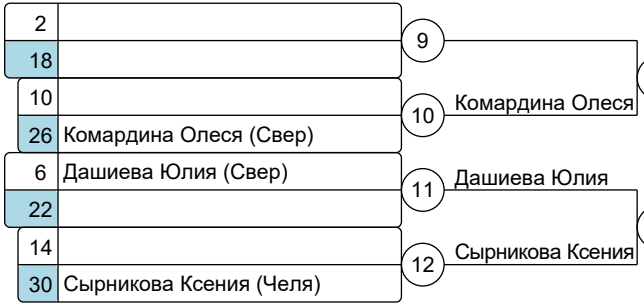 2
9
18
10
10 Комардина Олеся
26 Комардина Олеся (Свер)
6 Дашиева Юлия (Свер)
11 Дашиева Юлия
22
14
12 Сырникова Ксения
30 Сырникова Ксения (Челя)